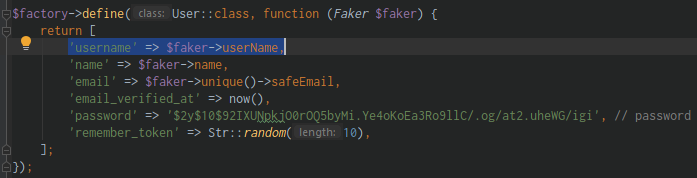 $factory->define( class: User::class, function (Faker $faker) {
return [
'username' => $faker->userName,
'name' => $faker->name,
'email' => $faker->unique()->safeEmail,
'email_verified_at' => now(),
'password' => '$2y$10$92IXUNpkjO0rOQ5byMi.Ye4oKoEa3Ro9llC/.og/at2.uheWG/igi', // password
'remember_token' => Str::random( length: 10),
];
});